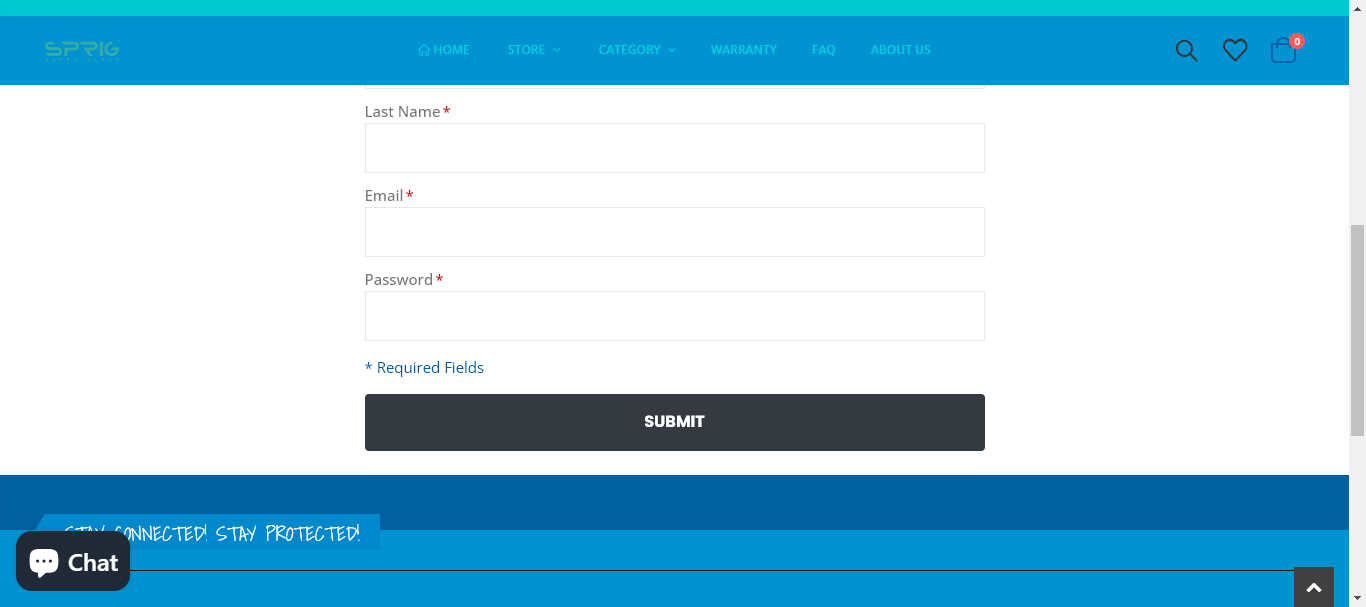 SPRIG
HOME STORE CATEGORY WARRANTY FAQ ABOUT US
0
Last Name *
Email *
Password *
* Required Fields
SUBMIT
STAY CONNECTED! STAY PROTECTED!
Chat